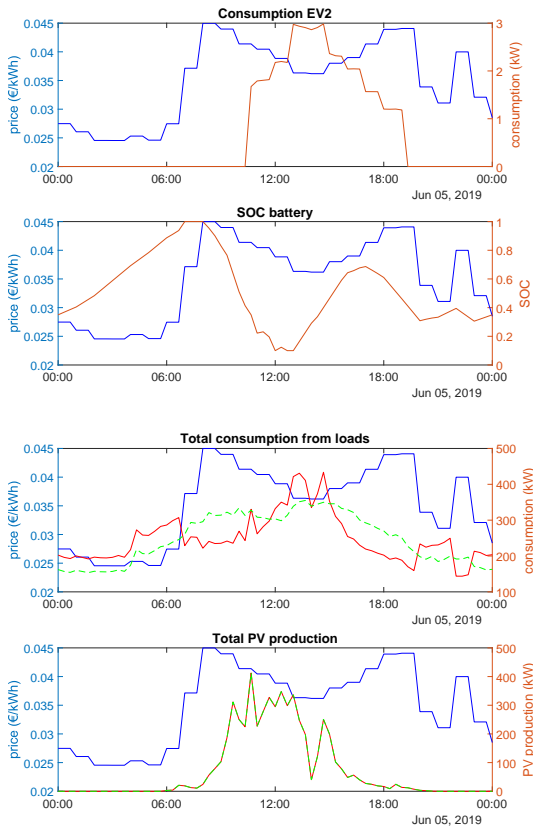 Consumption EV2
0.045
0.04
0.035
0.03
0.025
0.02
price (€/kWh)
3
2
1
0
consumption (kW)
00:00 06:00 12:00 18:00 00:00
Jun 05, 2019
SOC battery
0.045
0.04
0.035
0.03
0.025
0.02
price (€/kWh)
1
0.8
0.6
0.4
0.2
0
SOC
00:00 06:00 12:00 18:00 00:00
Jun 05, 2019
Total consumption from loads
0.045
0.04
0.035
0.03
0.025
0.02
price (€/kWh)
500
400
300
200
100
consumption (kW)
00:00 06:00 12:00 18:00 00:00
Jun 05, 2019
Total PV production
0.045
0.04
0.035
0.03
0.025
0.02
price (€/kWh)
500
400
300
200
100
0
PV production (kW)
00:00 06:00 12:00 18:00 00:00
Jun 05, 2019